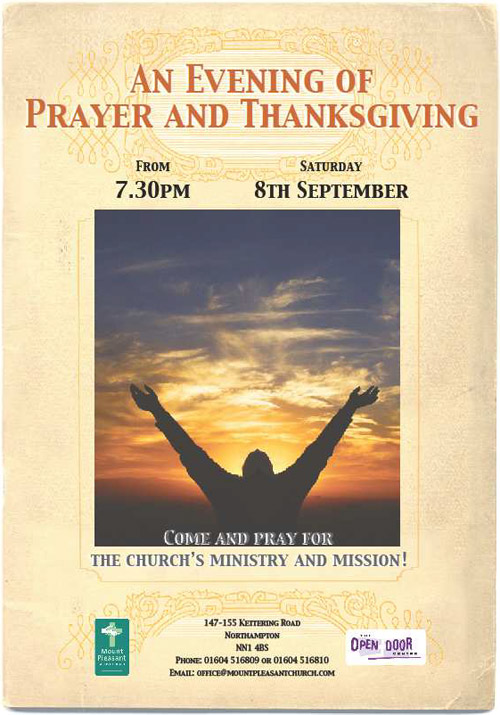 An Evening of
Prayer and Thanksgiving
From
7.30pm
Saturday
8th September
Come and pray for
the church's ministry and mission!
147-155 Kettering Road
Northampton
NN1 4BS
Phone: 01604 516809 or 01604 516810
Email: office@mountpleasantchurch.com
Mount
Pleasant
THE
OPEN DOOR
CENTRE